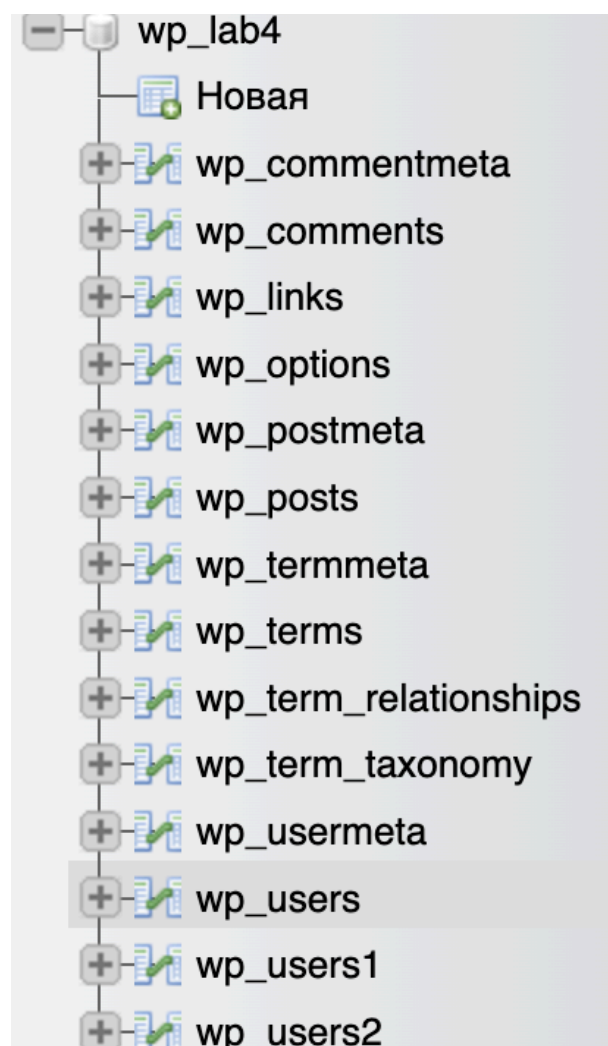 wp_lab4
Новая
wp_commentmeta
wp_comments
wp_links
wp_options
wp_postmeta
wp_posts
wp_termmeta
wp_terms
wp_term_relationships
wp_term_taxonomy
wp_usermeta
wp_users
wp_users1
wp_users2